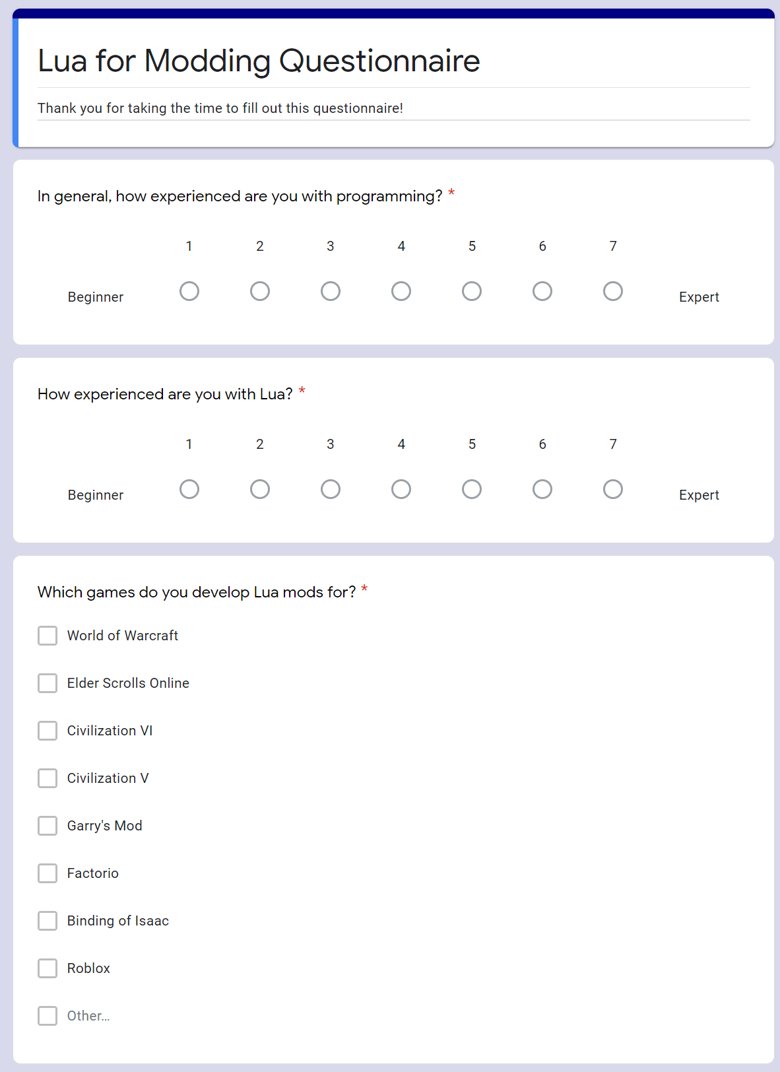 Lua for Modding Questionnaire
Thank you for taking the time to fill out this questionnaire!
In general, how experienced are you with programming? *
1 2 3 4 5 6 7
Beginner Expert
How experienced are you with Lua? *
1 2 3 4 5 6 7
Beginner Expert
Which games do you develop Lua mods for? *
World of Warcraft
Elder Scrolls Online
Civilization VI
Civilization V
Garry's Mod
Factorio
Binding of Isaac
Roblox
Other...